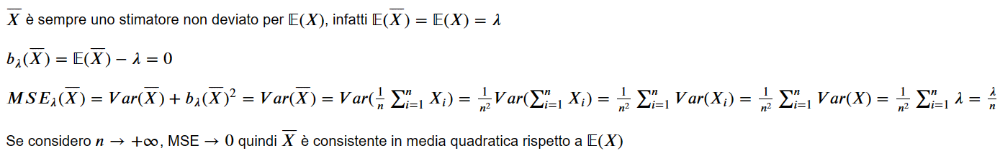 $\overline{X}$ è sempre uno stimatore non deviato per $\mathbb{E}(X)$, infatti $\mathbb{E}(\overline{X}) = \mathbb{E}(X) = \lambda$
$b_{\lambda}(\overline{X}) = \mathbb{E}(\overline{X}) - \lambda = 0$
$MSE_{\lambda}(\overline{X}) = Var(\overline{X}) + b_{\lambda}(\overline{X})^2 = Var(\overline{X}) = Var(\frac{1}{n} \sum_{i=1}^{n} X_i) = \frac{1}{n^2} Var(\sum_{i=1}^{n} X_i) = \frac{1}{n^2} \sum_{i=1}^{n} Var(X_i) = \frac{1}{n^2} \sum_{i=1}^{n} Var(X) = \frac{1}{n^2} \sum_{i=1}^{n} \lambda = \frac{\lambda}{n}$
Se considero $n \to +\infty$, MSE $\to 0$ quindi $\overline{X}$ è consistente in media quadratica rispetto a $\mathbb{E}(X)$